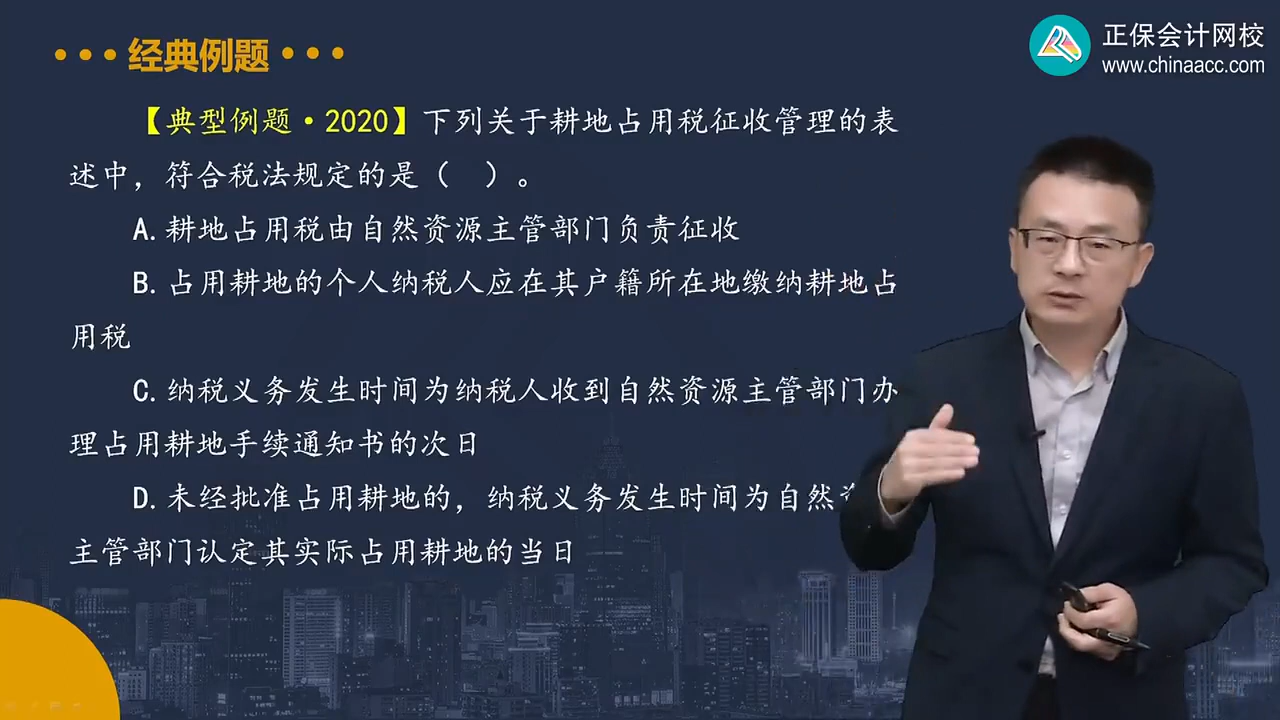 经典例题
正保会计网校
www.chinaacc.com
【典型例题·2020】下列关于耕地占用税征收管理的表
述中，符合税法规定的是（ ）。
A.耕地占用税由自然资源主管部门负责征收
B.占用耕地的个人纳税人应在其户籍所在地缴纳耕地占
用税
C.纳税义务发生时间为纳税人收到自然资源主管部门办
理占用耕地手续通知书的次日
D.未经批准占用耕地的，纳税义务发生时间为自然
主管部门认定其实际占用耕地的当日